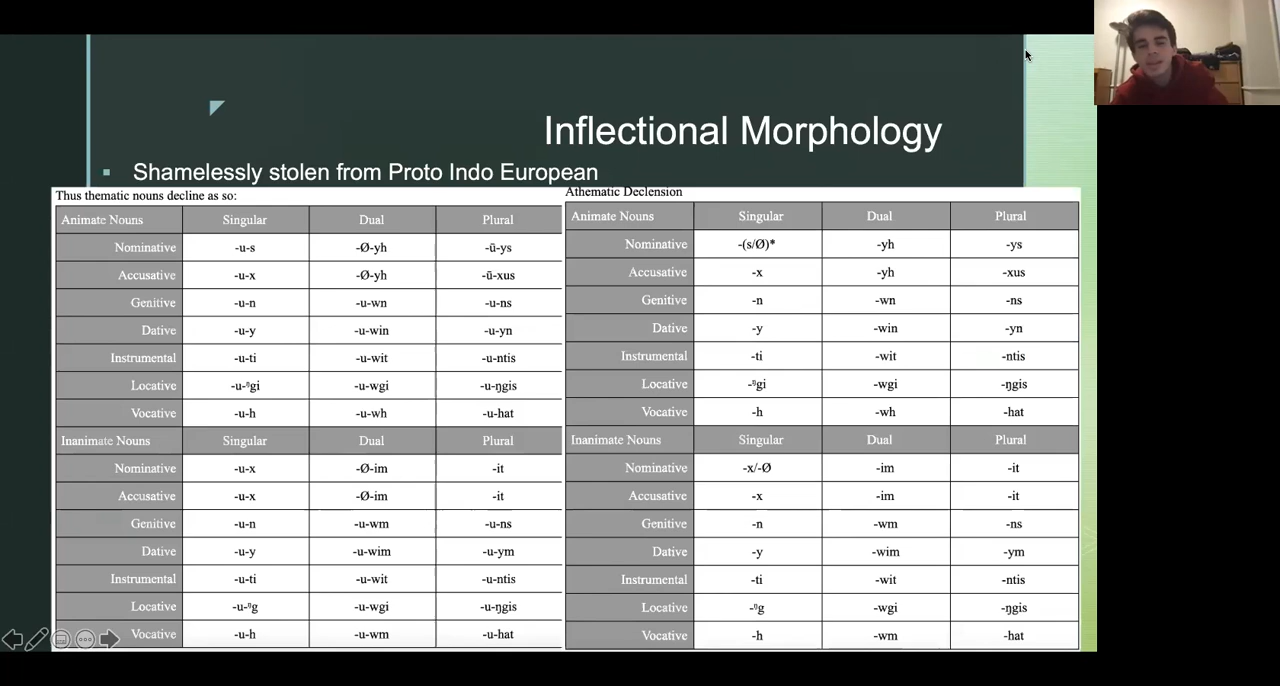 Inflectional Morphology
▪ Shamelessly stolen from Proto Indo European
Thus thematic nouns decline as so:
Animate Nouns Singular Dual Plural
Nominative -u-s -Ø-yh -ū-ys
Accusative -u-x -Ø-yh -ū-xus
Genitive -u-n -u-wn -u-ns
Dative -u-y -u-win -u-yn
Instrumental -u-ti -u-wit -u-ntis
Locative -u-ᵑgi -u-wgi -u-ŋgis
Vocative -u-h -u-wh -u-hat
Inanimate Nouns Singular Dual Plural
Nominative -u-x -Ø-im -it
Accusative -u-x -Ø-im -it
Genitive -u-n -u-wm -u-ns
Dative -u-y -u-wim -u-ym
Instrumental -u-ti -u-wit -u-ntis
Locative -u-ᵑg -u-wgi -u-ŋgis
Vocative -u-h -u-wm -u-hat
Athematic Declension
Animate Nouns Singular Dual Plural
Nominative -(s/Ø)* -yh -ys
Accusative -x -yh -xus
Genitive -n -wn -ns
Dative -y -win -yn
Instrumental -ti -wit -ntis
Locative -ᵑgi -wgi -ŋgis
Vocative -h -wh -hat
Inanimate Nouns Singular Dual Plural
Nominative -x/-Ø -im -it
Accusative -x -im -it
Genitive -n -wm -ns
Dative -y -wim -ym
Instrumental -ti -wit -ntis
Locative -ᵑg -wgi -ŋgis
Vocative -h -wm -hat